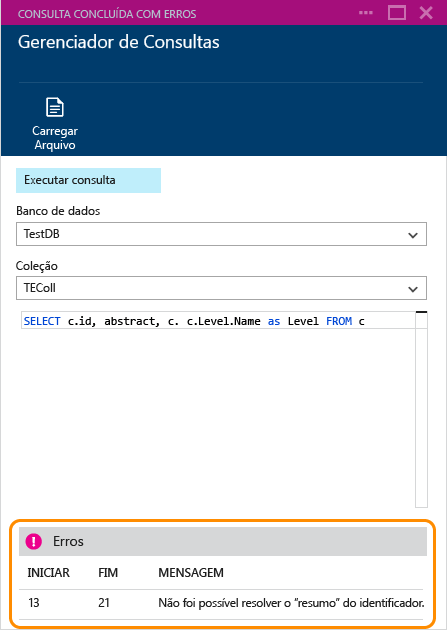 CONSULTA CONCLUÍDA COM ERROS
Gerenciador de Consultas
Carregar
Arquivo
Executar consulta
Banco de dados
TestDB
Coleção
TEColl
SELECT c.id, abstract, c. c.Level.Name as Level FROM c
Erros
INICIAR FIM MENSAGEM
13 21 Não foi possível resolver o “resumo” do identificador.